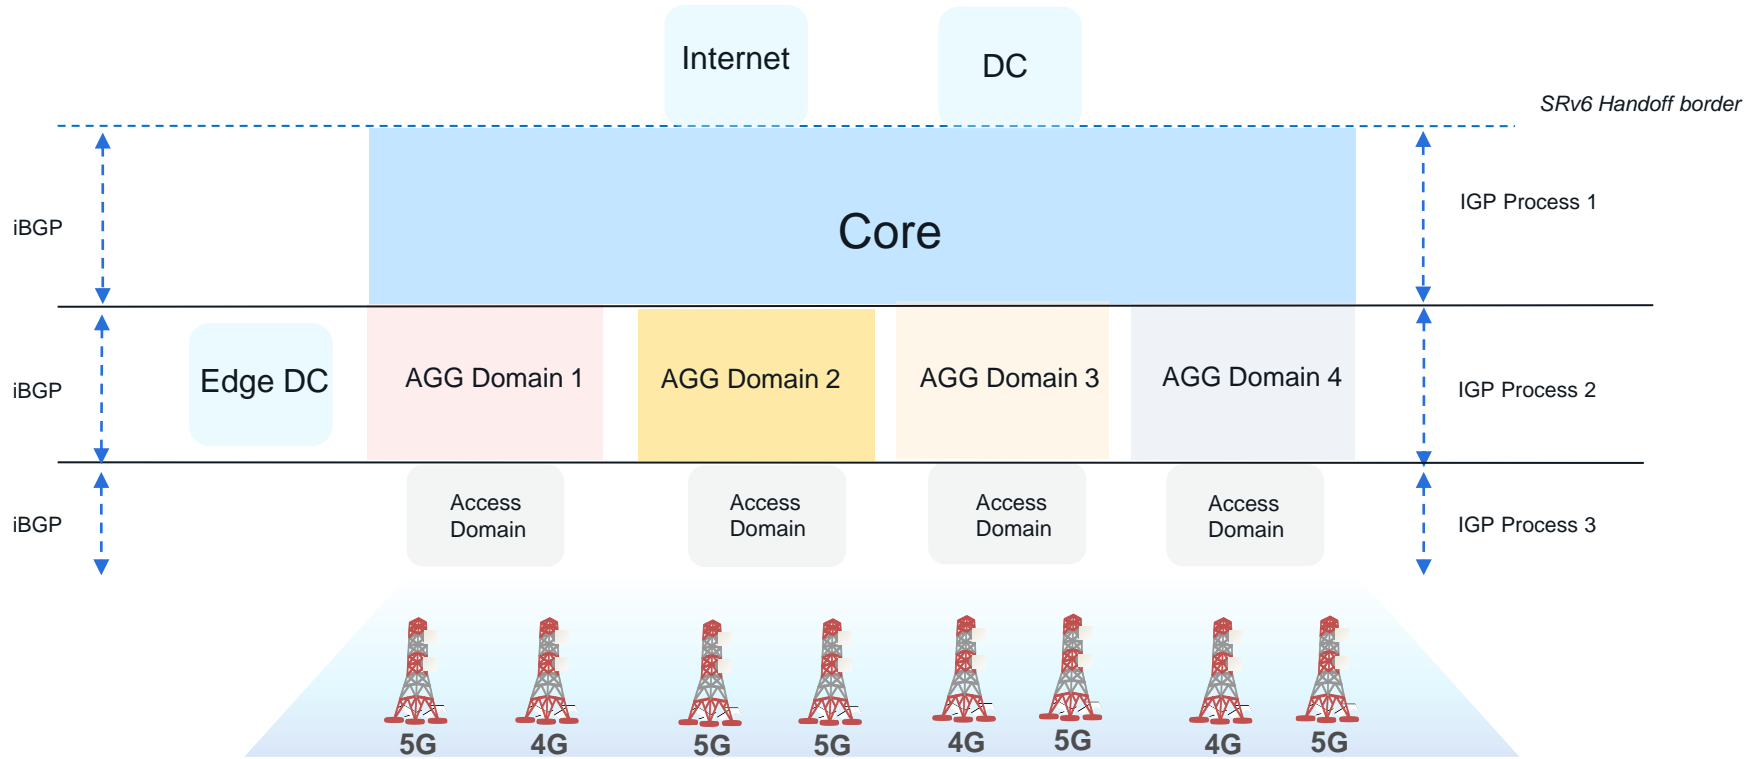 Internet
DC
SRv6 Handoff border
iBGP
Core
IGP Process 1
iBGP
Edge DC
AGG Domain 1
AGG Domain 2
AGG Domain 3
AGG Domain 4
IGP Process 2
iBGP
Access
Domain
Access
Domain
Access
Domain
Access
Domain
IGP Process 3
5G
4G
5G
5G
4G
5G
4G
5G